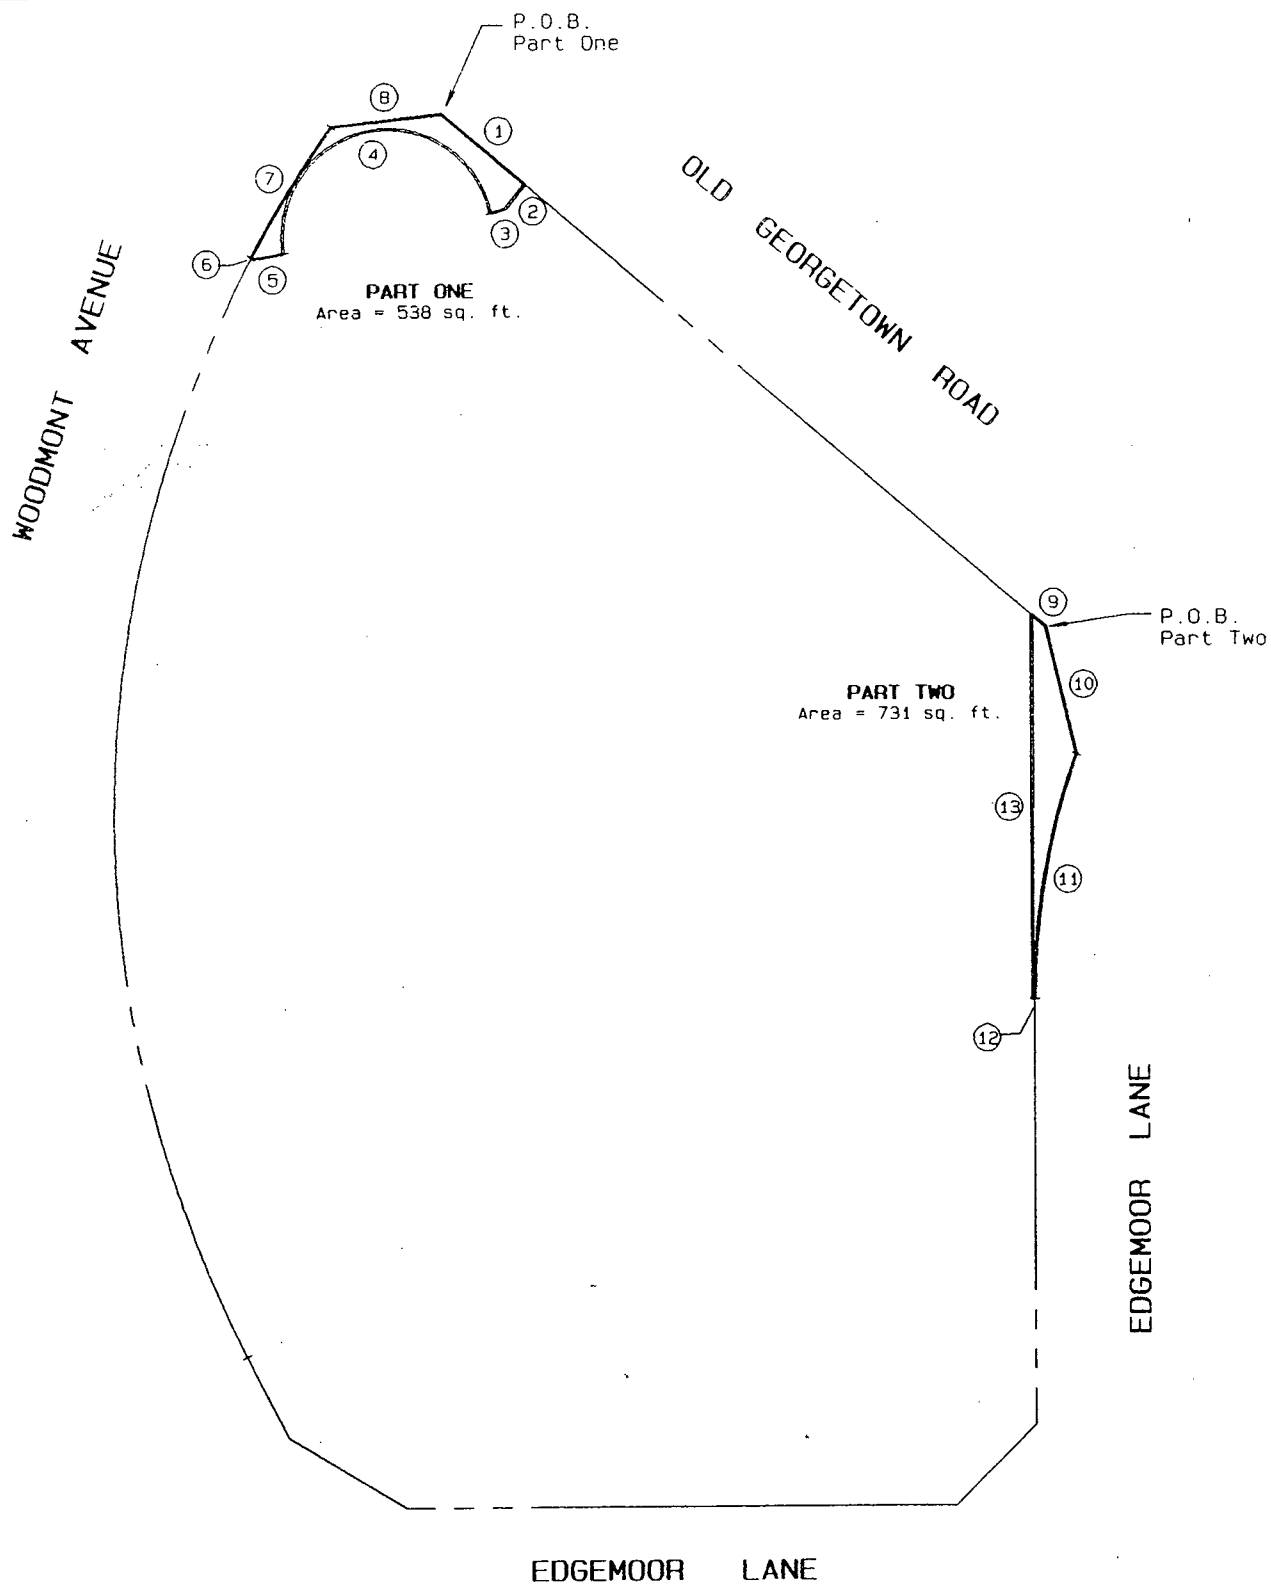 P.O.B.
Part One
8
1
4
7
2
3
6
5
OLD GEORGETOWN ROAD
WOODMONT AVENUE
PART ONE
Area = 538 sq. ft.
9
P.O.B.
Part Two
10
PART TWO
Area = 731 sq. ft.
13
11
12
EDGEMOOR LANE
EDGEMOOR LANE